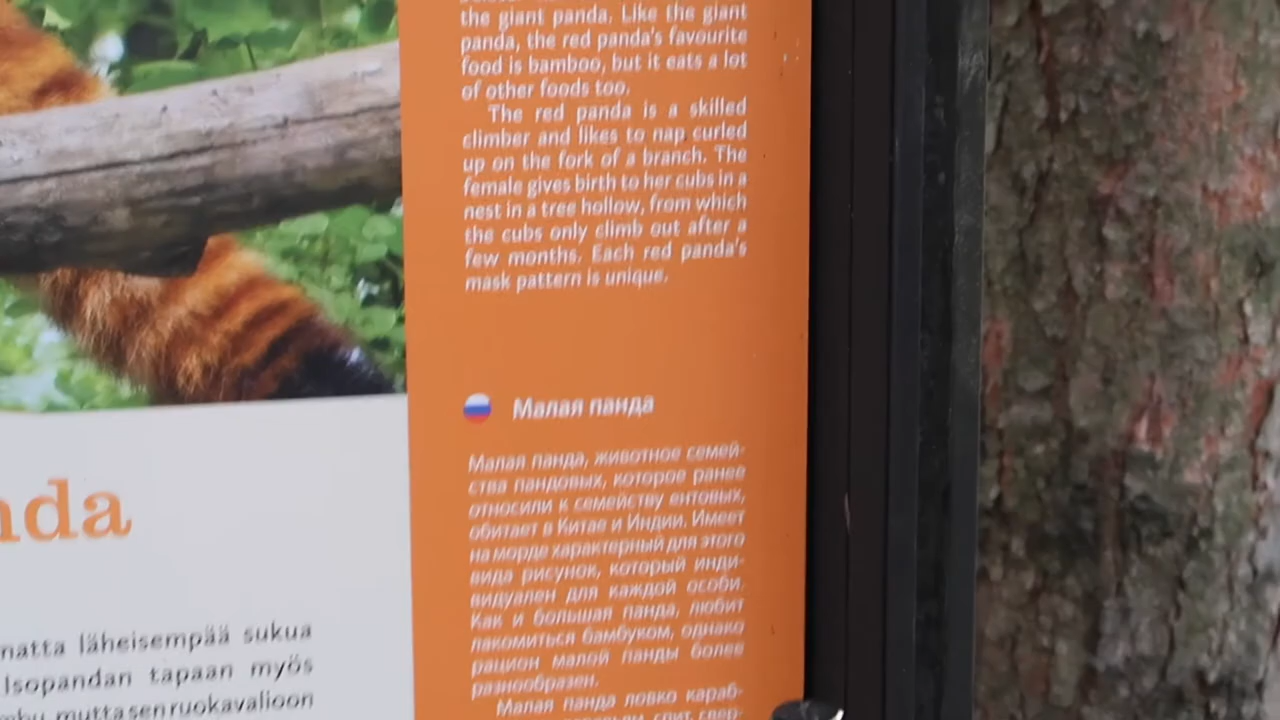 the giant panda. Like the giant
panda, the red panda's favourite
food is bamboo, but it eats a lot
of other foods too.
The red panda is a skilled
climber and likes to nap curled
up on the fork of a branch. The
female gives birth to her cubs in a
nest in a tree hollow, from which
the cubs only climb out after a
few months. Each red panda's
mask pattern is unique.
Малая панда
Малая панда, животное семей-
ства пандовых, которое ранее
относили к семейству енотовых,
обитает в Китае и Индии. Имеет
на морде характерный для этого
вида рисунок, который инди-
видуален для каждой особи.
Как и большая панда, любит
лакомиться бамбуком, однако
рацион малой панды более
разнообразен.
Малая панда ловко караб-
спит, свер-
nda
matta läheisempää sukua
Isopandan tapaan myös
mutta sen ruokavalioon